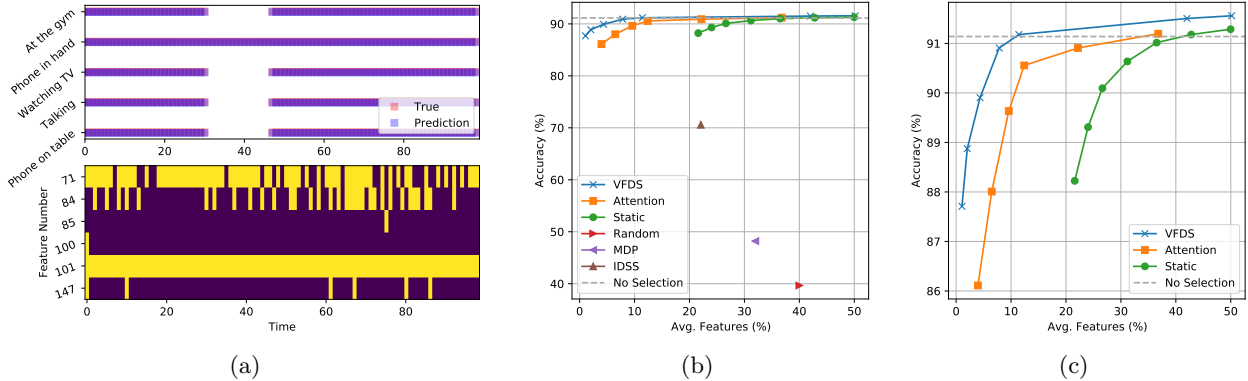 At the gym
Phone in hand
Watching TV
Talking
Phone on table
True
Prediction
0 20 40 60 80
Feature Number
71
84
85
100
101
147
0 20 40 60 80
Time
(a)
Accuracy (%)
90
80
70
60
50
40
VFDS
Attention
Static
Random
MDP
IDSS
No Selection
0 10 20 30 40 50
Avg. Features (%)
(b)
Accuracy (%)
91
90
89
88
87
86
VFDS
Attention
Static
No Selection
0 10 20 30 40 50
Avg. Features (%)
(c)